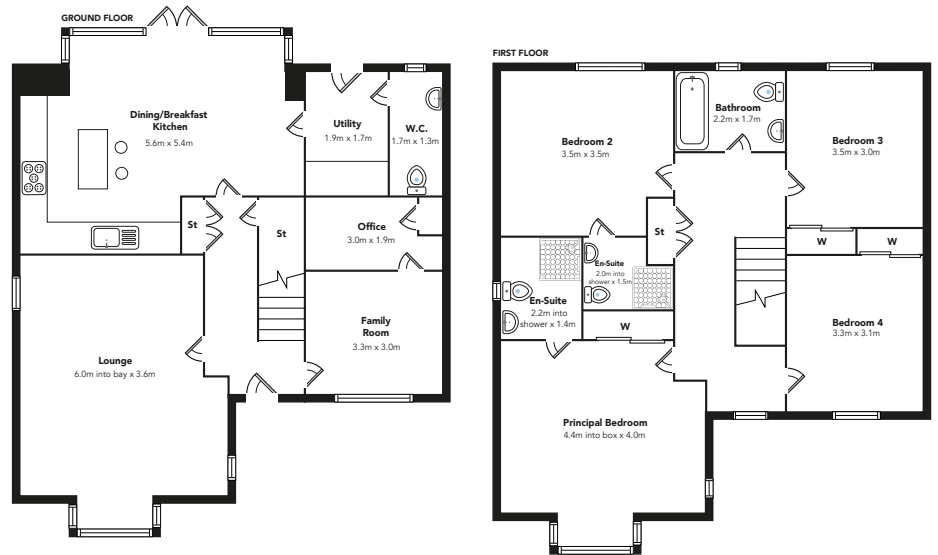 GROUND FLOOR
Dining/Breakfast
Kitchen
5.6m x 5.4m
Utility
1.9m x 1.7m
W.C.
1.7m x 1.3m
St
St
Office
3.0m x 1.9m
Family
Room
3.3m x 3.0m
Lounge
6.0m into bay x 3.6m
FIRST FLOOR
Bedroom 2
3.5m x 3.5m
Bathroom
2.2m x 1.7m
Bedroom 3
3.5m x 3.0m
St
W
W
En-Suite
2.0m into
shower x 1.5m
En-Suite
2.2m into
shower x 1.4m
W
Bedroom 4
3.3m x 3.1m
Principal Bedroom
4.4m into box x 4.0m